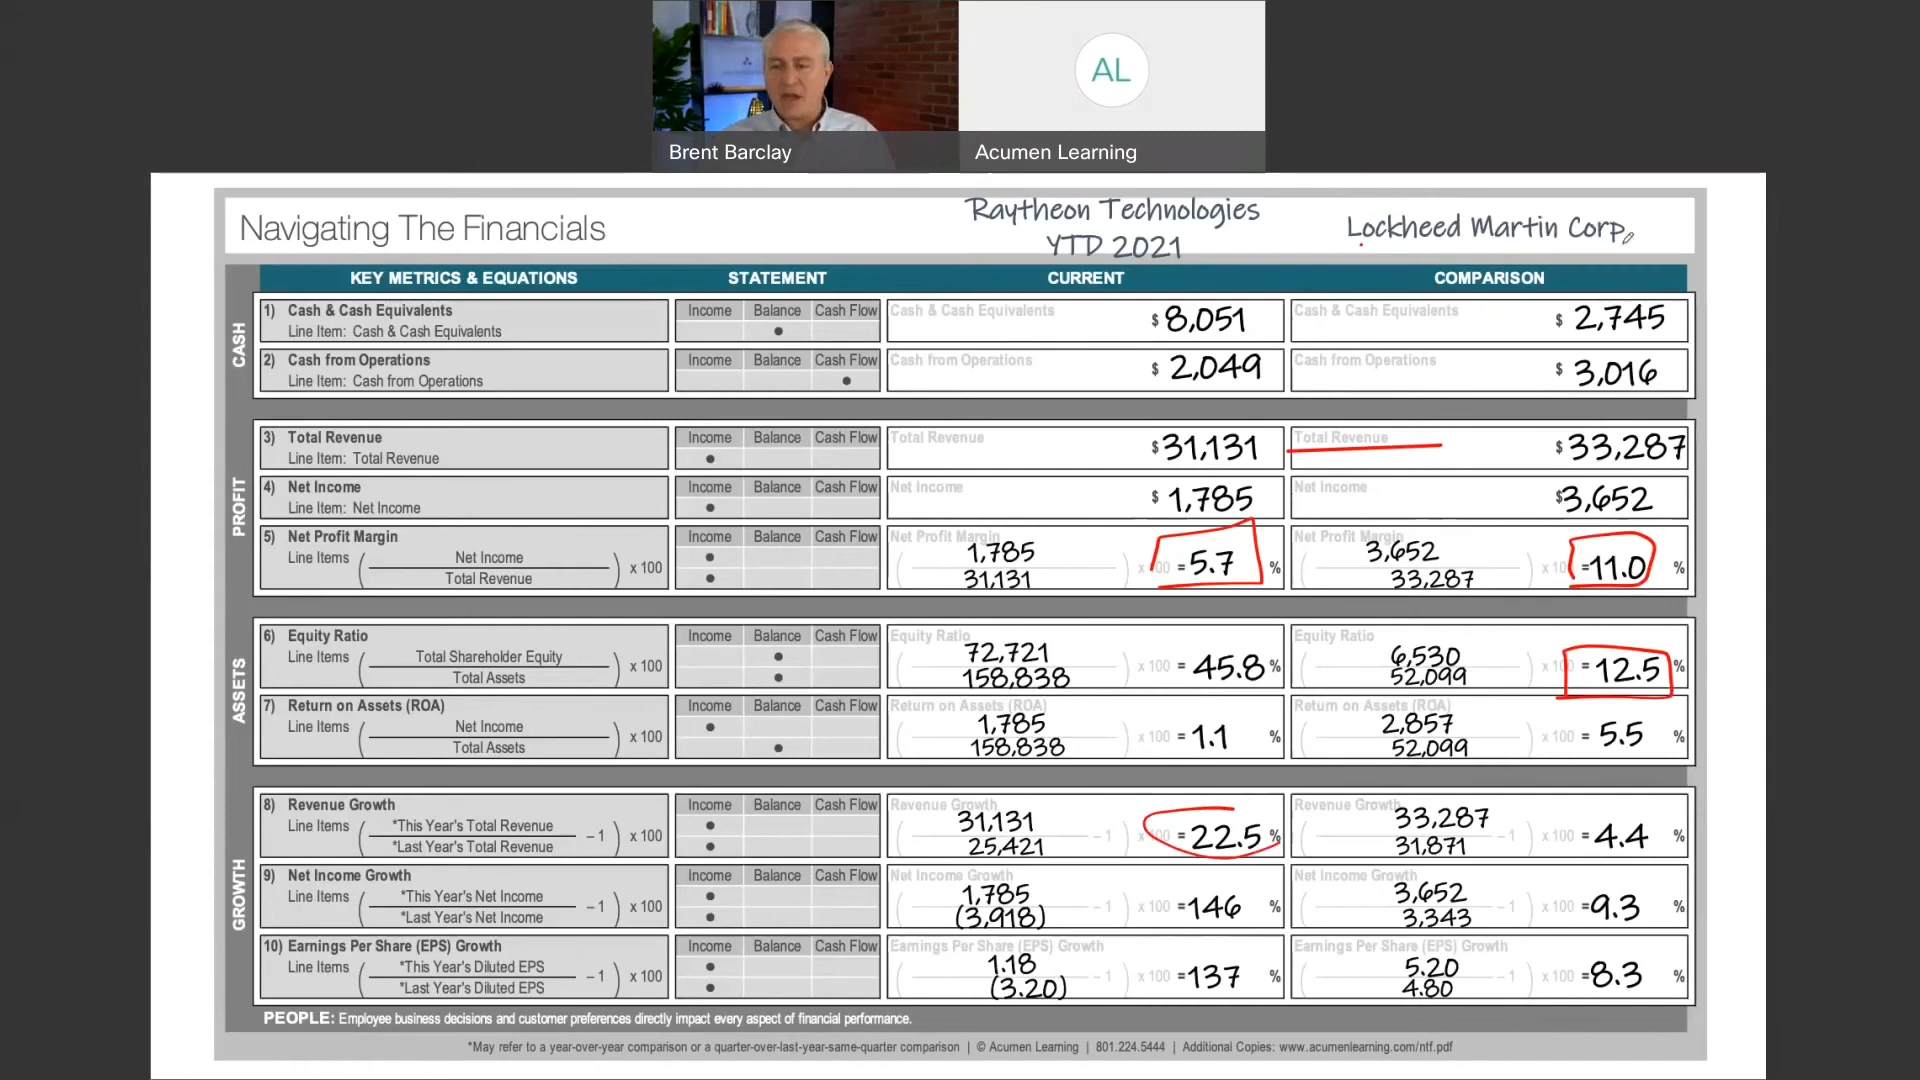 AL
Brent Barclay
Acumen Learning
Navigating The Financials
Raytheon Technologies
YTD 2021
Lockheed Martin Corp.
KEY METRICS & EQUATIONS STATEMENT CURRENT COMPARISON
CASH
1) Cash & Cash Equivalents Income Balance Cash Flow Cash & Cash Equivalents $ 8,051 Cash & Cash Equivalents $ 2,745
Line Item: Cash & Cash Equivalents
2) Cash from Operations Income Balance Cash Flow Cash from Operations $ 2,049 Cash from Operations $ 3,016
Line Item: Cash from Operations
PROFIT
3) Total Revenue Income Balance Cash Flow Total Revenue $ 31,131 Total Revenue $ 33,287
Line Item: Total Revenue
4) Net Income Income Balance Cash Flow Net Income $ 1,785 Net Income $3,652
Line Item: Net Income
5) Net Profit Margin Income Balance Cash Flow Net Profit Margin Net Profit Margin
Line Items ( Net Income ) x 100 ( 1,785 ) x 100 = 5.7 % ( 3,652 ) x 100 = 11.0 %
Total Revenue 31,131 33,287
ASSETS
6) Equity Ratio Income Balance Cash Flow Equity Ratio Equity Ratio
Line Items ( Total Shareholder Equity ) x 100 ( 72,721 ) x 100 = 45.8 % ( 6,530 ) x 100 = 12.5 %
Total Assets 158,838 52,099
7) Return on Assets (ROA) Income Balance Cash Flow Return on Assets (ROA) Return on Assets (ROA)
Line Items ( Net Income ) x 100 ( 1,785 ) x 100 = 1.1 % ( 2,857 ) x 100 = 5.5 %
Total Assets 158,838 52,099
GROWTH
8) Revenue Growth Income Balance Cash Flow Revenue Growth Revenue Growth
Line Items ( *This Year's Total Revenue – 1 ) x 100 ( 31,131 – 1 ) x 100 = 22.5 % ( 33,287 – 1 ) x 100 = 4.4 %
*Last Year's Total Revenue 25,421 31,871
9) Net Income Growth Income Balance Cash Flow Net Income Growth Net Income Growth
Line Items ( *This Year's Net Income – 1 ) x 100 ( 1,785 – 1 ) x 100 = 146 % ( 3,652 – 1 ) x 100 = 9.3 %
*Last Year's Net Income (3,918) 3,343
10) Earnings Per Share (EPS) Growth Income Balance Cash Flow Earnings Per Share (EPS) Growth Earnings Per Share (EPS) Growth
Line Items ( *This Year's Diluted EPS – 1 ) x 100 ( 1.18 – 1 ) x 100 = 137 % ( 5.20 – 1 ) x 100 = 8.3 %
*Last Year's Diluted EPS (3.20) 4.80
PEOPLE: Employee business decisions and customer preferences directly impact every aspect of financial performance.
*May refer to a year-over-year comparison or a quarter-over-last-year-same-quarter comparison | © Acumen Learning | 801.224.5444 | Additional Copies: www.acumenlearning.com/ntf.pdf